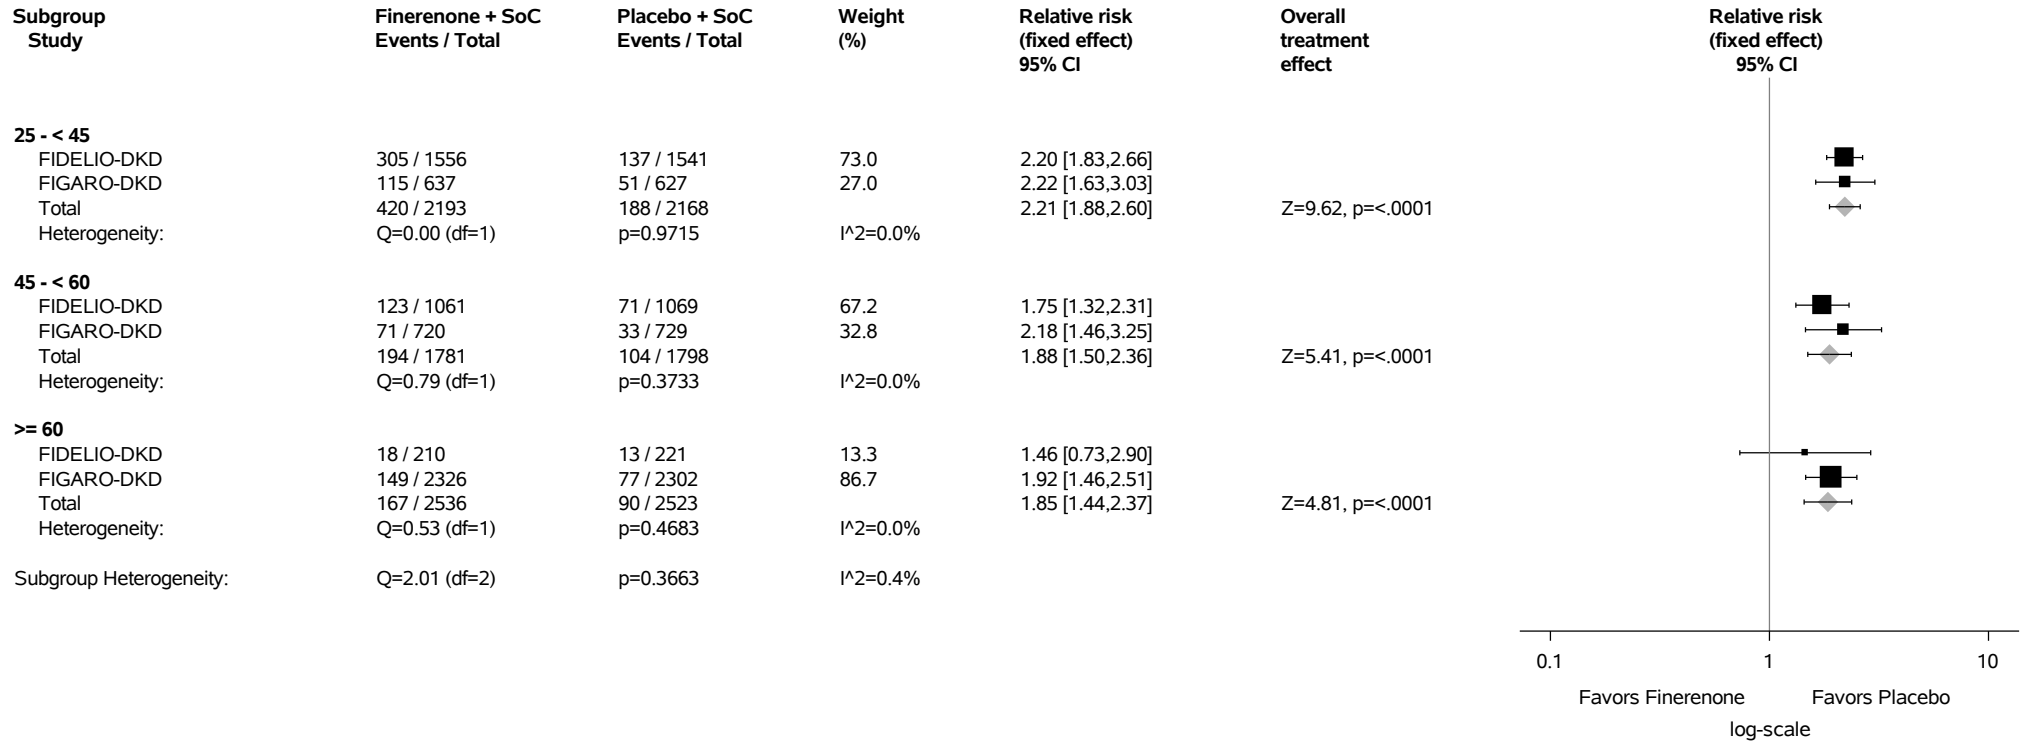 Subgroup Finerenone + SoC Placebo + SoC Weight Relative risk Overall Relative risk
Study Events / Total Events / Total (%) (fixed effect) treatment (fixed effect)
95% CI effect 95% CI
25 - < 45
FIDELIO-DKD 305 / 1556 137 / 1541 73.0 2.20 [1.83,2.66]
FIGARO-DKD 115 / 637 51 / 627 27.0 2.22 [1.63,3.03]
Total 420 / 2193 188 / 2168 2.21 [1.88,2.60] Z=9.62, p=<.0001
Heterogeneity: Q=0.00 (df=1) p=0.9715 I^2=0.0%
45 - < 60
FIDELIO-DKD 123 / 1061 71 / 1069 67.2 1.75 [1.32,2.31]
FIGARO-DKD 71 / 720 33 / 729 32.8 2.18 [1.46,3.25]
Total 194 / 1781 104 / 1798 1.88 [1.50,2.36] Z=5.41, p=<.0001
Heterogeneity: Q=0.79 (df=1) p=0.3733 I^2=0.0%
>= 60
FIDELIO-DKD 18 / 210 13 / 221 13.3 1.46 [0.73,2.90]
FIGARO-DKD 149 / 2326 77 / 2302 86.7 1.92 [1.46,2.51]
Total 167 / 2536 90 / 2523 1.85 [1.44,2.37] Z=4.81, p=<.0001
Heterogeneity: Q=0.53 (df=1) p=0.4683 I^2=0.0%
Subgroup Heterogeneity: Q=2.01 (df=2) p=0.3663 I^2=0.4%
0.1 1 10
Favors Finerenone Favors Placebo
log-scale